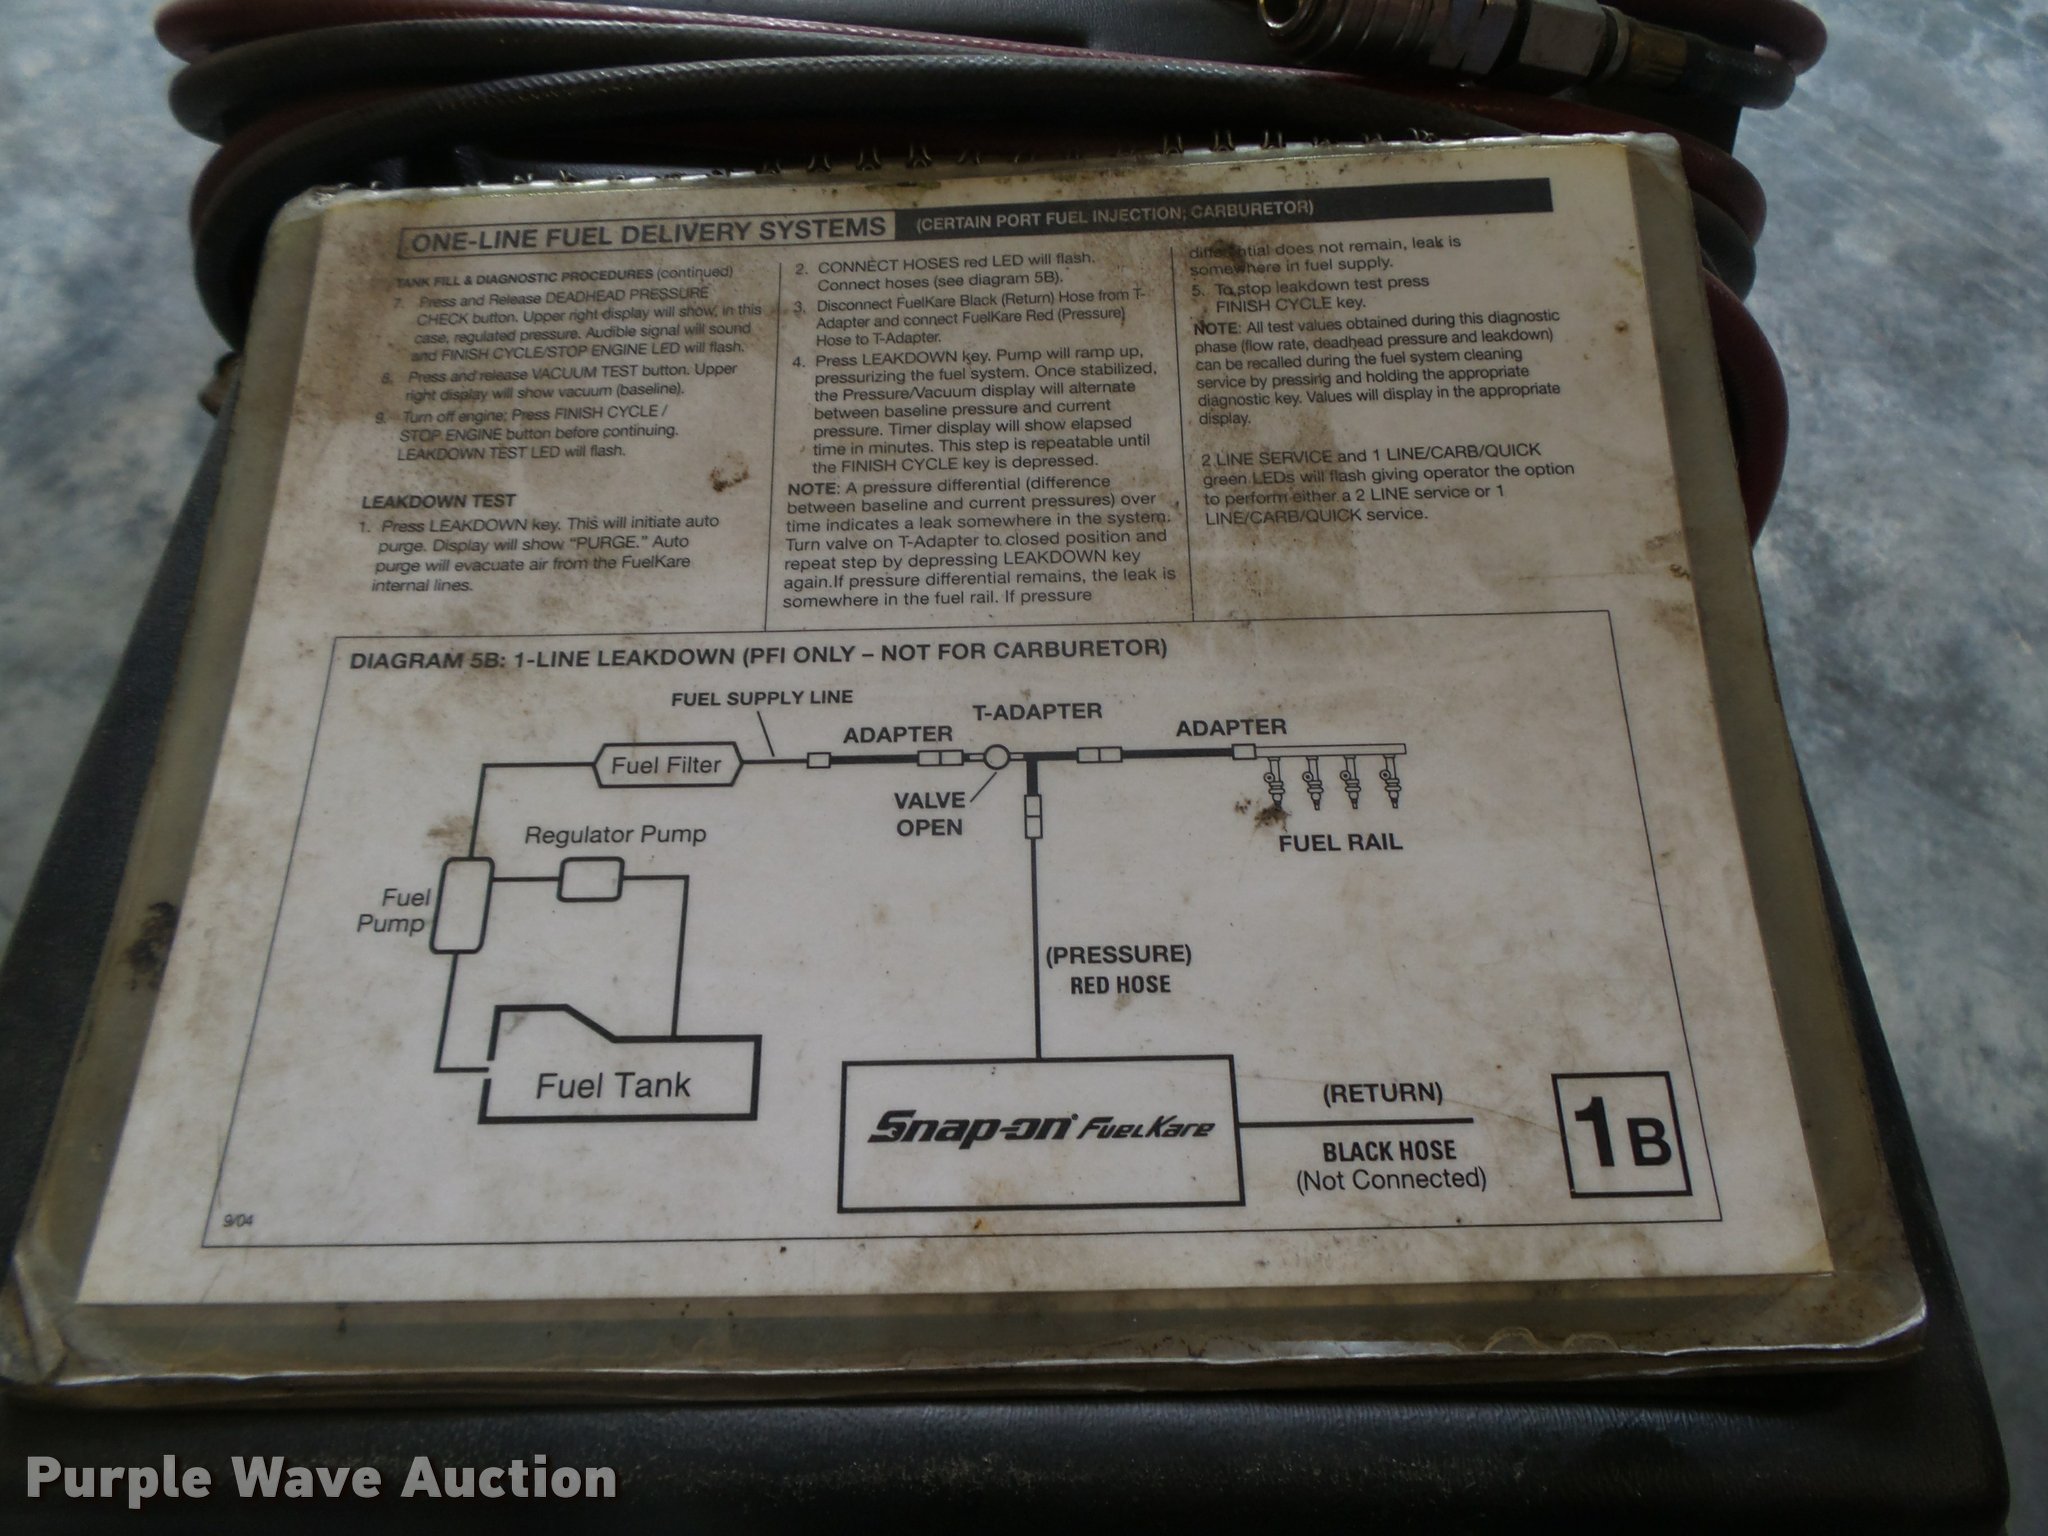 ONE-LINE FUEL DELIVERY SYSTEMS (CERTAIN PORT FUEL INJECTION; CARBURETOR)
TANK FILL & DIAGNOSTIC PROCEDURES (continued)
7. Press and Release DEADHEAD PRESSURE
CHECK button. Upper right display will show, in this
case, regulated pressure. Audible signal will sound
and FINISH CYCLE/STOP ENGINE LED will flash.
8. Press and release VACUUM TEST button. Upper
right display will show vacuum (baseline).
9. Turn off engine; Press FINISH CYCLE /
STOP ENGINE button before continuing.
LEAKDOWN TEST LED will flash.
LEAKDOWN TEST
1. Press LEAKDOWN key. This will initiate auto
purge. Display will show "PURGE." Auto
purge will evacuate air from the FuelKare
internal lines.
2. CONNECT HOSES red LED will flash.
Connect hoses (see diagram 5B).
3. Disconnect FuelKare Black (Return) Hose from T-
Adapter and connect FuelKare Red (Pressure)
Hose to T-Adapter.
4. Press LEAKDOWN key. Pump will ramp up,
pressurizing the fuel system. Once stabilized,
the Pressure/Vacuum display will alternate
between baseline pressure and current
pressure. Timer display will show elapsed
time in minutes. This step is repeatable until
the FINISH CYCLE key is depressed.
NOTE: A pressure differential (difference
between baseline and current pressures) over
time indicates a leak somewhere in the system.
Turn valve on T-Adapter to closed position and
repeat step by depressing LEAKDOWN key
again.If pressure differential remains, the leak is
somewhere in the fuel rail. If pressure
differential does not remain, leak is
somewhere in fuel supply.
5. To stop leakdown test press
FINISH CYCLE key.
NOTE: All test values obtained during this diagnostic
phase (flow rate, deadhead pressure and leakdown)
can be recalled during the fuel system cleaning
service by pressing and holding the appropriate
diagnostic key. Values will display in the appropriate
display.
2 LINE SERVICE and 1 LINE/CARB/QUICK
green LEDs will flash giving operator the option
to perform either a 2 LINE service or 1
LINE/CARB/QUICK service.
DIAGRAM 5B: 1-LINE LEAKDOWN (PFI ONLY – NOT FOR CARBURETOR)
FUEL SUPPLY LINE
ADAPTER
T-ADAPTER
ADAPTER
Fuel Filter
VALVE
OPEN
FUEL RAIL
Regulator Pump
Fuel
Pump
(PRESSURE)
RED HOSE
Fuel Tank
Snap-on® FuelKare
(RETURN)
BLACK HOSE
(Not Connected)
1B
9/04
Purple Wave Auction